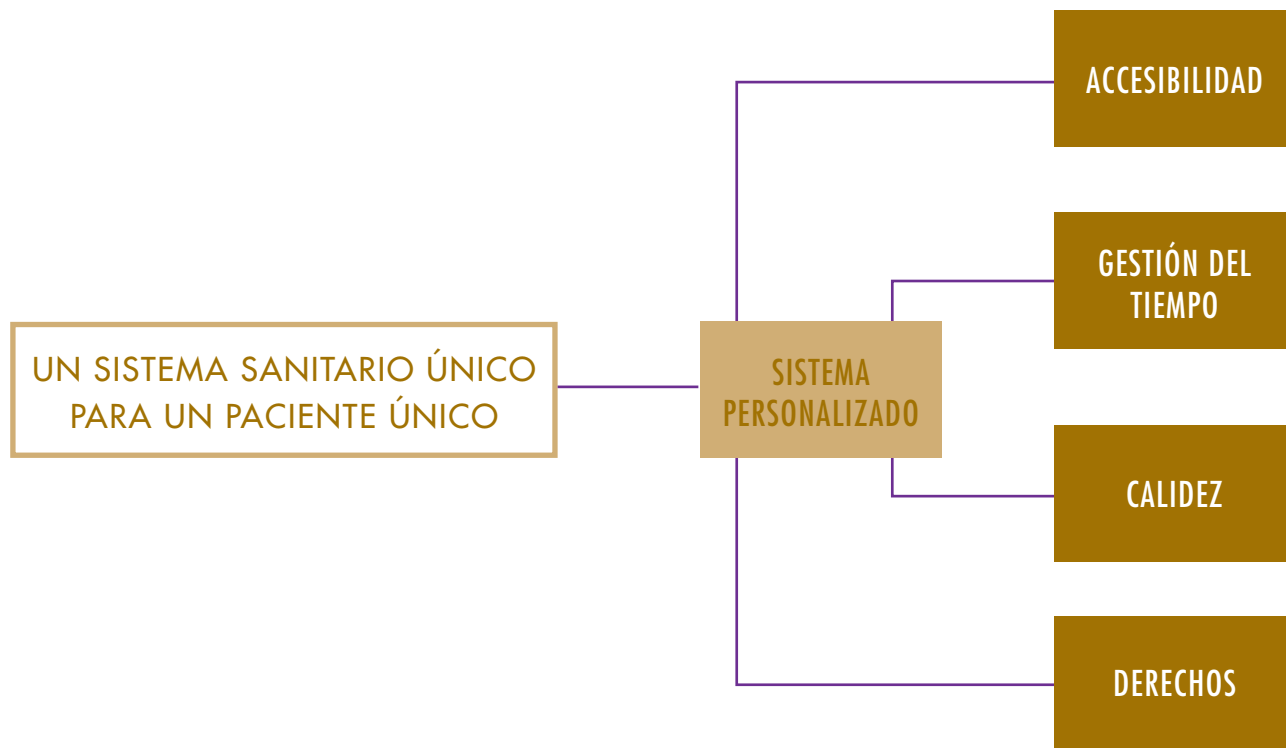 UN SISTEMA SANITARIO ÚNICO
PARA UN PACIENTE ÚNICO
SISTEMA
PERSONALIZADO
ACCESIBILIDAD
GESTIÓN DEL
TIEMPO
CALIDEZ
DERECHOS